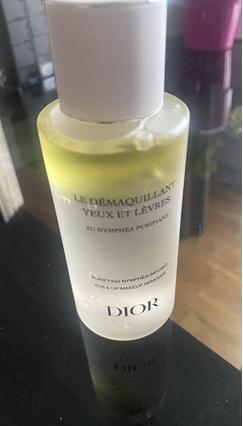 LE DÉMAQUILLANT
YEUX ET LÈVRES
AU NYMPHÉA PURIFIANT
PURIFYING NYMPHÉA-INFUSED
EYE & LIP MAKEUP REMOVER
DIOR